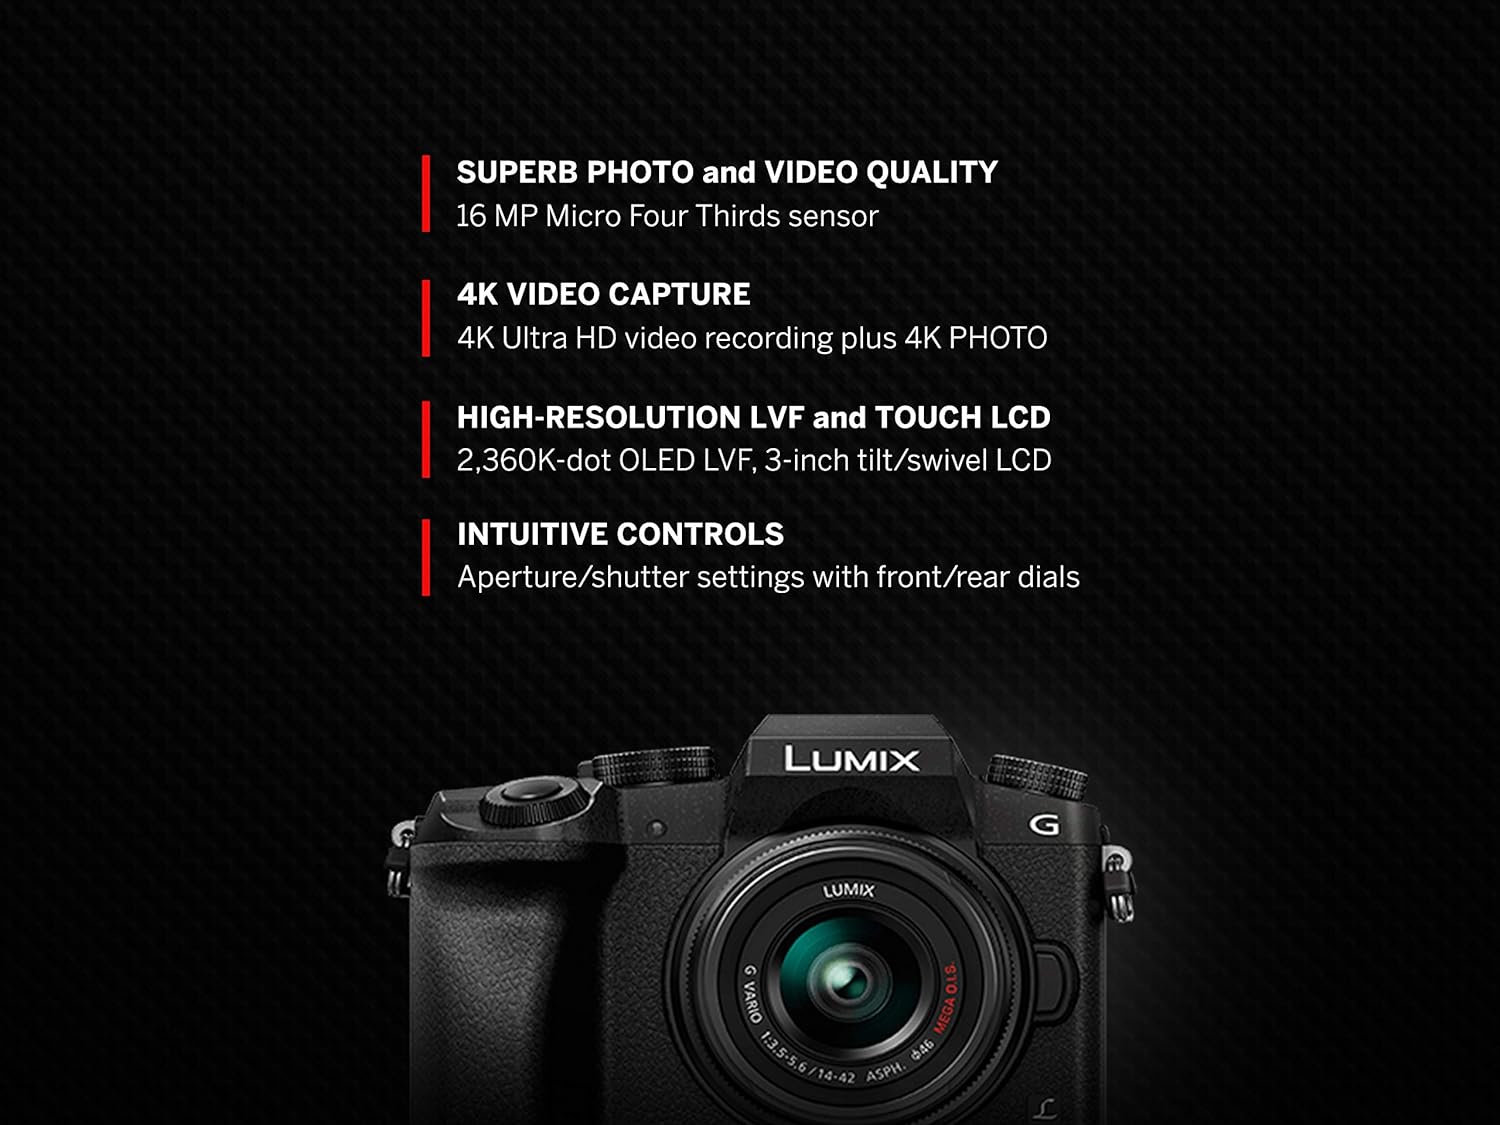 SUPERB PHOTO and VIDEO QUALITY
16 MP Micro Four Thirds sensor
4K VIDEO CAPTURE
4K Ultra HD video recording plus 4K PHOTO
HIGH-RESOLUTION LVF and TOUCH LCD
2,360K-dot OLED LVF, 3-inch tilt/swivel LCD
INTUITIVE CONTROLS
Aperture/shutter settings with front/rear dials
LUMIX
G
LUMIX
G VARIO 1:3.5-5.6/14-42 ASPH. ϕ46 MEGA O.I.S.
L